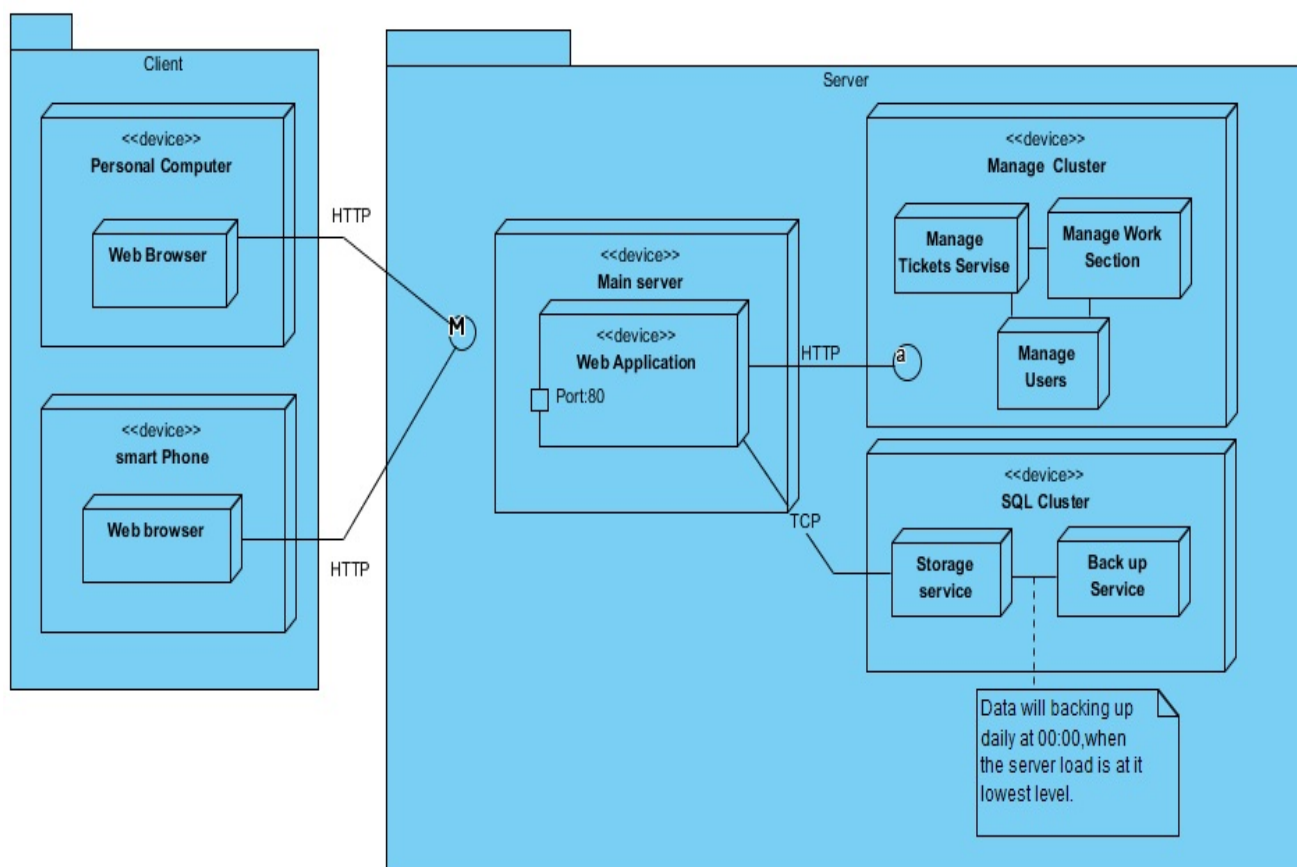 Client
<<device>>
Personal Computer
Web Browser
HTTP
<<device>>
smart Phone
Web browser
HTTP
M
Server
<<device>>
Main server
<<device>>
Web Application
Port:80
HTTP
a
TCP
<<device>>
Manage Cluster
Manage
Tickets Servise
Manage Work
Section
Manage
Users
<<device>>
SQL Cluster
Storage
service
Back up
Service
Data will backing up
daily at 00:00,when
the server load is at it
lowest level.